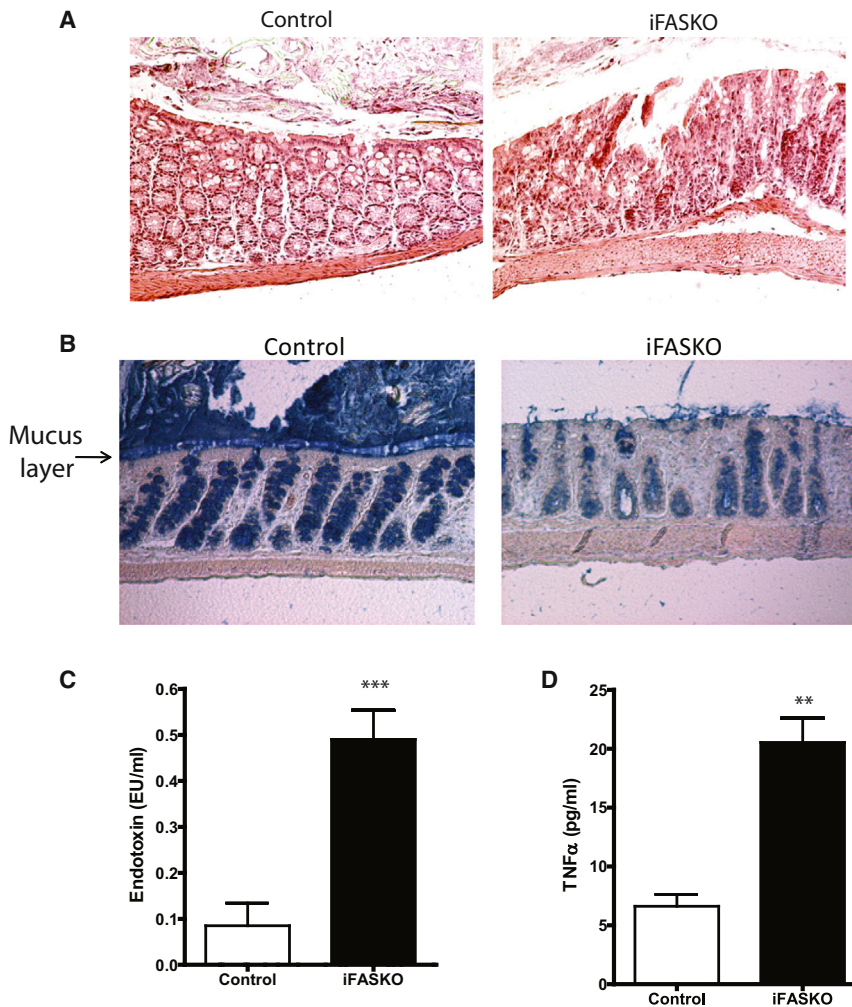 A
Control
iFASKO
B
Control
iFASKO
Mucus
layer
C
Endotoxin (EU/ml)
0.6
0.5
0.4
0.3
0.2
0.1
0.0
***
Control
iFASKO
D
TNFα (pg/ml)
25
20
15
10
5
0
**
Control
iFASKO